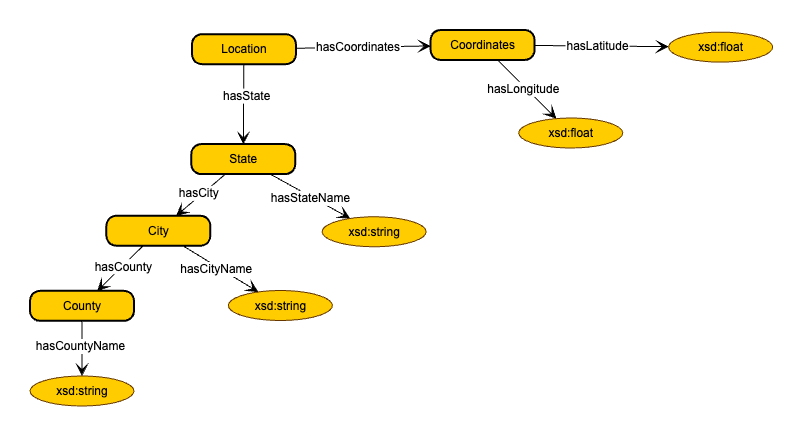 Location
hasCoordinates
Coordinates
hasLatitude
xsd:float
hasLongitude
xsd:float
hasState
State
hasCity
hasStateName
City
xsd:string
hasCounty
hasCityName
County
xsd:string
hasCountyName
xsd:string